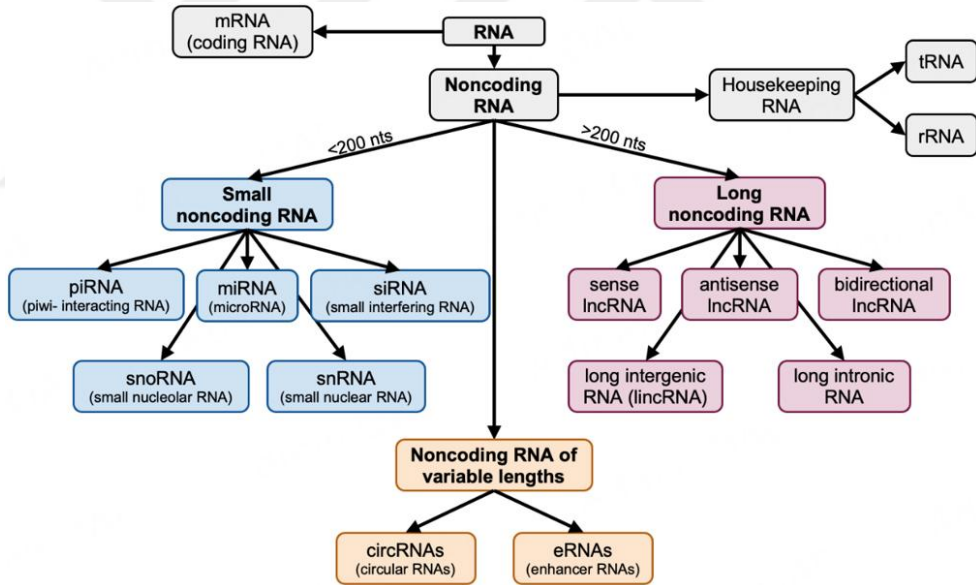 mRNA
(coding RNA)
RNA
Noncoding
RNA
Housekeeping
RNA
tRNA
rRNA
<200 nts
>200 nts
Small
noncoding RNA
Long
noncoding RNA
piRNA
(piwi- interacting RNA)
miRNA
(microRNA)
siRNA
(small interfering RNA)
sense
lncRNA
antisense
lncRNA
bidirectional
lncRNA
snoRNA
(small nucleolar RNA)
snRNA
(small nuclear RNA)
long intergenic
RNA (lincRNA)
long intronic
RNA
Noncoding RNA of
variable lengths
circRNAs
(circular RNAs)
eRNAs
(enhancer RNAs)